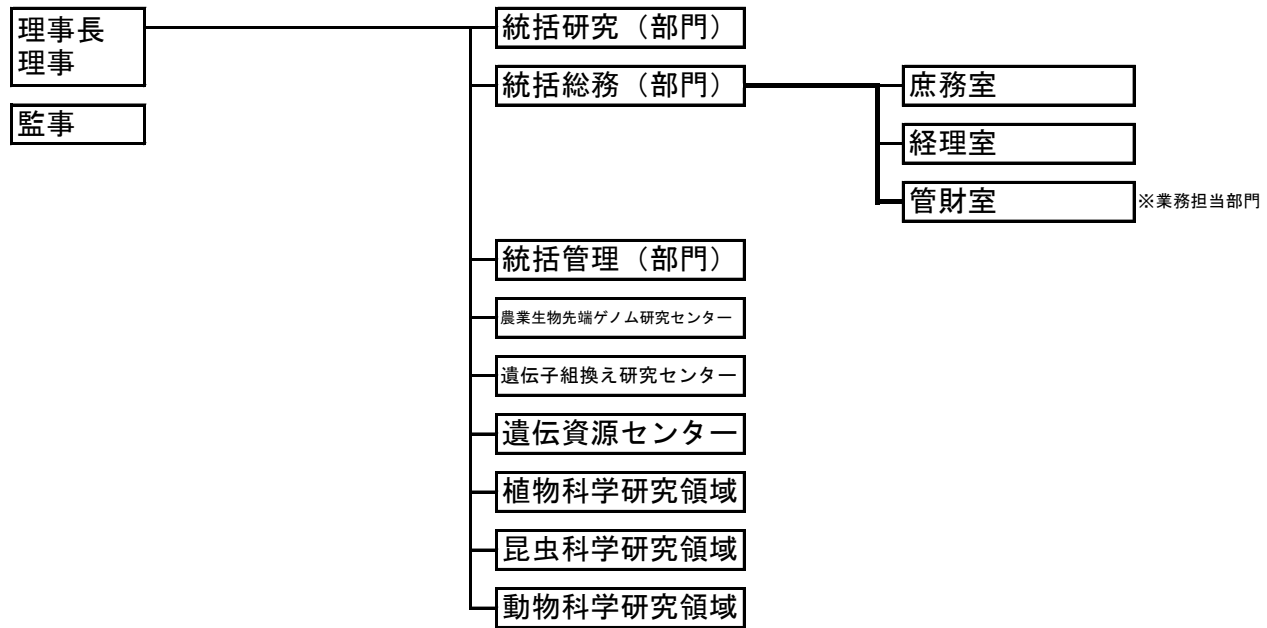 理事長
理事
監事
統括研究（部門）
統括総務（部門）
庶務室
経理室
管財室
※業務担当部門
統括管理（部門）
農業生物先端ゲノム研究センター
遺伝子組換え研究センター
遺伝資源センター
植物科学研究領域
昆虫科学研究領域
動物科学研究領域